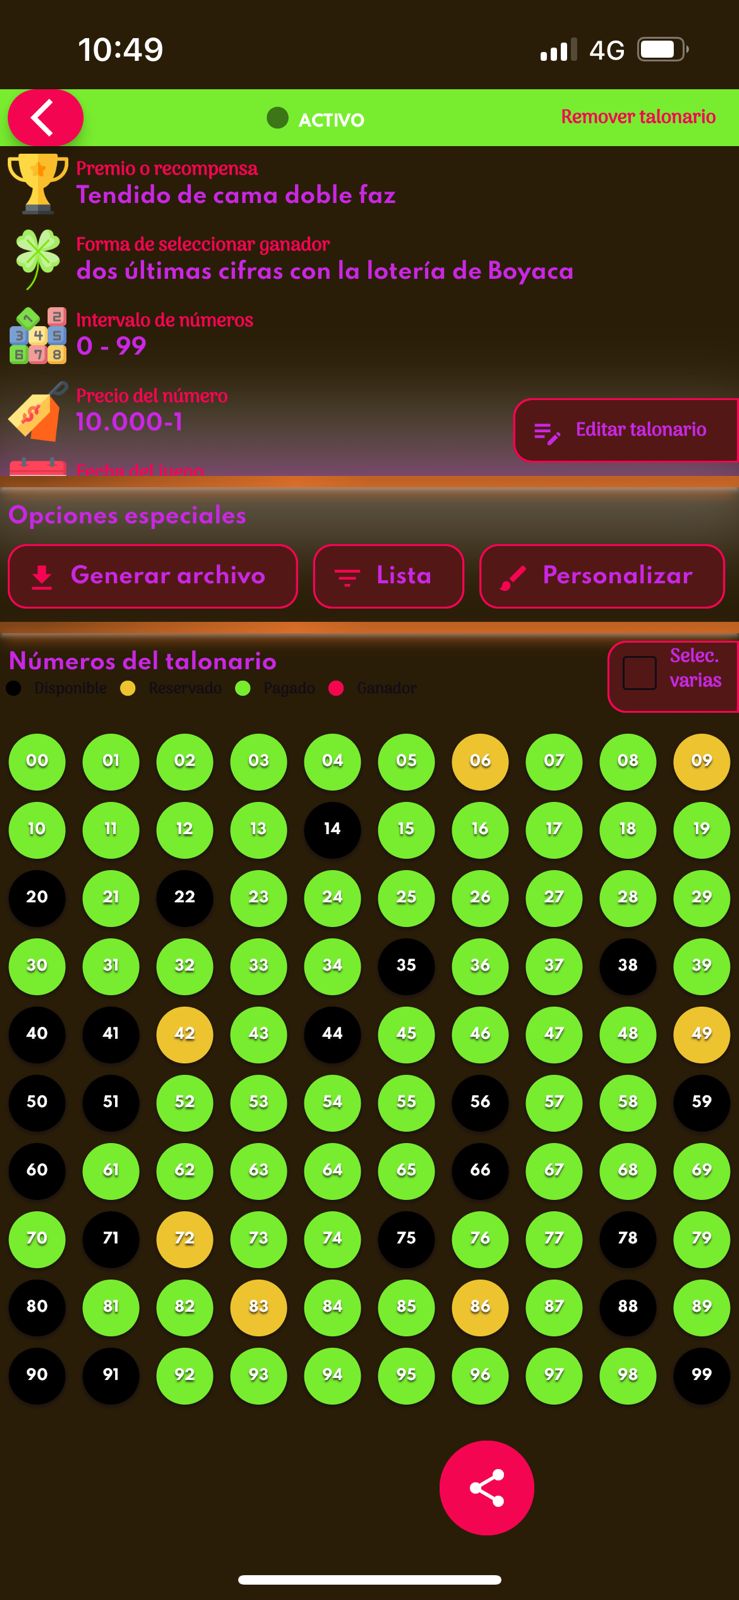 10:49 4G
ACTIVO Remover talonario
Premio o recompensa
Tendido de cama doble faz
Forma de seleccionar ganador
dos últimas cifras con la lotería de Boyaca
1 2
3 4 5
6 7 8
Intervalo de números
0 - 99
$
Precio del número
10.000-1
Editar talonario
Fecha del juego
Opciones especiales
Generar archivo Lista Personalizar
Números del talonario
Selec.
varias
Disponible Reservado Pagado Ganador
00 01 02 03 04 05 06 07 08 09
10 11 12 13 14 15 16 17 18 19
20 21 22 23 24 25 26 27 28 29
30 31 32 33 34 35 36 37 38 39
40 41 42 43 44 45 46 47 48 49
50 51 52 53 54 55 56 57 58 59
60 61 62 63 64 65 66 67 68 69
70 71 72 73 74 75 76 77 78 79
80 81 82 83 84 85 86 87 88 89
90 91 92 93 94 95 96 97 98 99